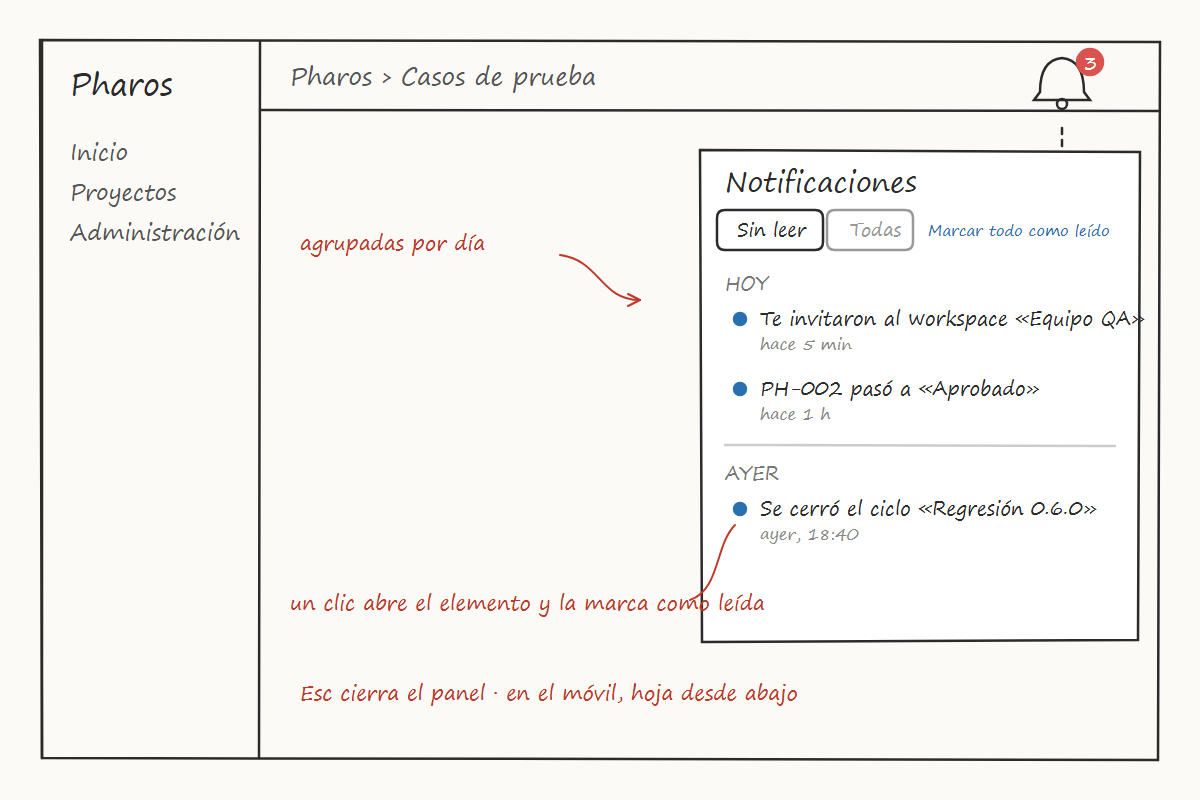 Pharos
Inicio
Proyectos
Administración
Pharos > Casos de prueba
3
Notificaciones
Sin leer
Todas
Marcar todo como leído
HOY
Te invitaron al workspace «Equipo QA»
hace 5 min
PH-002 pasó a «Aprobado»
hace 1 h
AYER
Se cerró el ciclo «Regresión 0.6.0»
ayer, 18:40
agrupadas por día
un clic abre el elemento y la marca como leída
Esc cierra el panel · en el móvil, hoja desde abajo